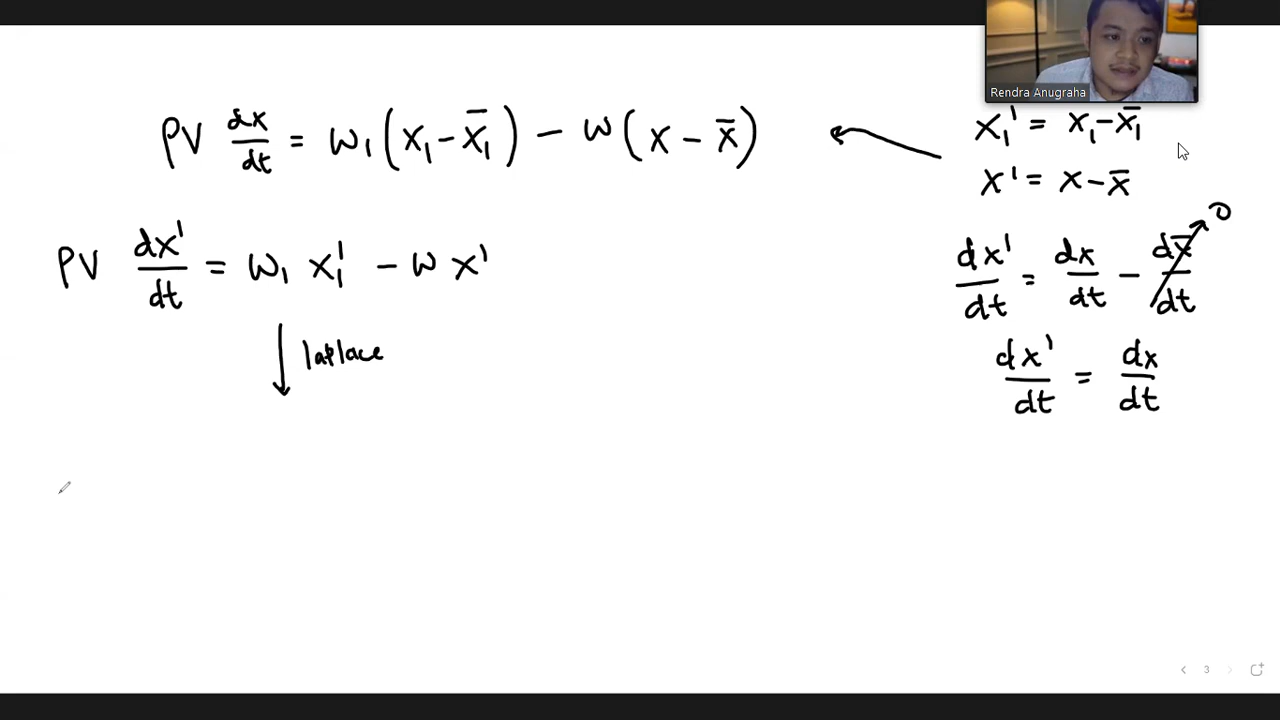 Rendra Anugraha
ρV dx/dt = w₁(x₁ - x̄₁) - w(x - x̄)
x₁' = x₁ - x̄₁
x' = x - x̄
ρV dx'/dt = w₁ x₁' - w x'
dx'/dt = dx/dt - dx̄/dt 0
laplace
dx'/dt = dx/dt
3